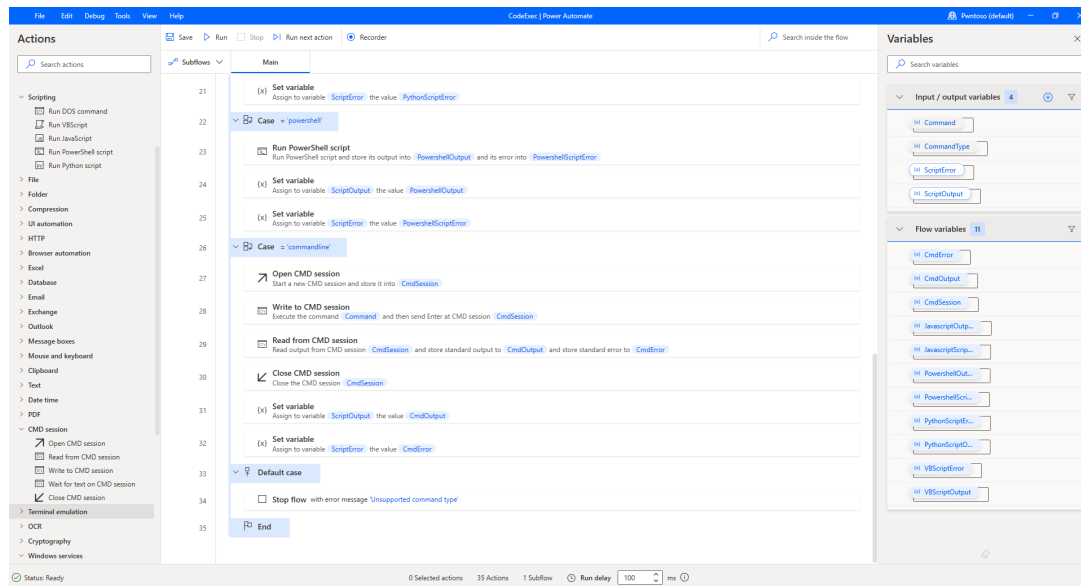 File Edit Debug Tools View Help
CodeExec | Power Automate
Pwntoso (default)
Actions
Search actions
Scripting
Run DOS command
Run VBScript
Run JavaScript
Run PowerShell script
Run Python script
File
Folder
Compression
UI automation
HTTP
Browser automation
Excel
Database
Email
Exchange
Outlook
Message boxes
Mouse and keyboard
Clipboard
Text
Date time
PDF
CMD session
Open CMD session
Read from CMD session
Write to CMD session
Wait for text on CMD session
Close CMD session
Terminal emulation
OCR
Cryptography
Windows services
Save Run Stop Run next action Recorder
Search inside the flow
Subflows Main
21 {x} Set variable
Assign to variable ScriptError the value PythonScriptError
22 Case = 'powershell'
23 Run PowerShell script
Run PowerShell script and store its output into PowershellOutput and its error into PowershellScriptError
24 {x} Set variable
Assign to variable ScriptOutput the value PowershellOutput
25 {x} Set variable
Assign to variable ScriptError the value PowershellScriptError
26 Case = 'commandline'
27 Open CMD session
Start a new CMD session and store it into CmdSession
28 Write to CMD session
Execute the command Command and then send Enter at CMD session CmdSession
29 Read from CMD session
Read output from CMD session CmdSession and store standard output to CmdOutput and store standard error to CmdError
30 Close CMD session
Close the CMD session CmdSession
31 {x} Set variable
Assign to variable ScriptOutput the value CmdOutput
32 {x} Set variable
Assign to variable ScriptError the value CmdError
33 Default case
34 Stop flow with error message 'Unsupported command type'
35 End
Variables
Search variables
Input / output variables 4
Command
CommandType
ScriptError
ScriptOutput
Flow variables 11
CmdError
CmdOutput
CmdSession
JavascriptOutp...
JavascriptScrip...
PowershellOut...
PowershellScri...
PythonScriptEr...
PythonScriptO...
VBScriptError
VBScriptOutput
Status: Ready
0 Selected actions 35 Actions 1 Subflow Run delay 100 ms